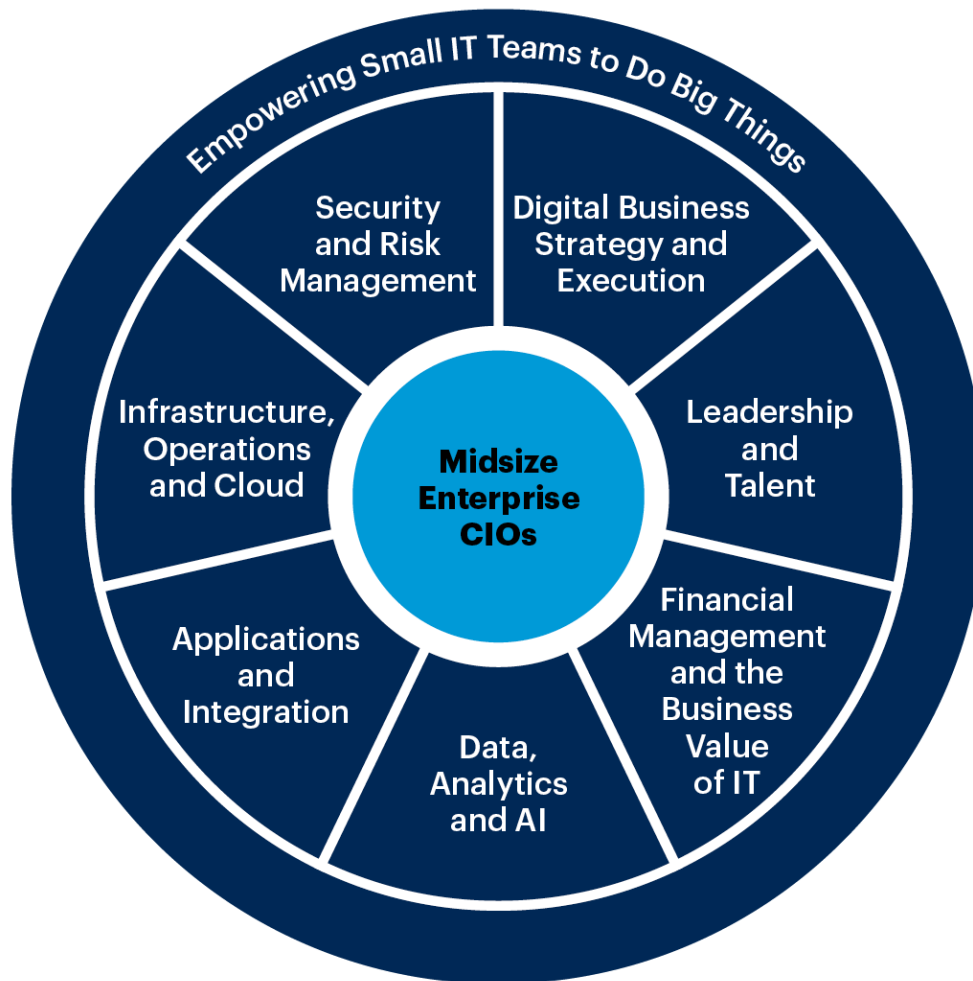 Empowering Small IT Teams to Do Big Things
Security
and Risk
Management
Digital Business
Strategy and
Execution
Leadership
and
Talent
Financial
Management
and the
Business
Value
of IT
Data,
Analytics
and AI
Applications
and
Integration
Infrastructure,
Operations
and Cloud
Midsize
Enterprise
CIOs